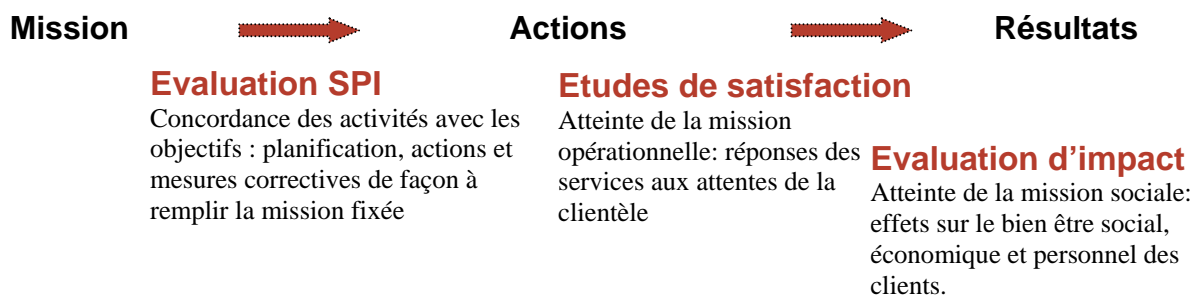 Mission Actions Résultats
Evaluation SPI
Concordance des activités avec les
objectifs : planification, actions et
mesures correctives de façon à
remplir la mission fixée
Etudes de satisfaction
Atteinte de la mission
opérationnelle: réponses des
services aux attentes de la
clientèle
Evaluation d’impact
Atteinte de la mission sociale:
effets sur le bien être social,
économique et personnel des
clients.